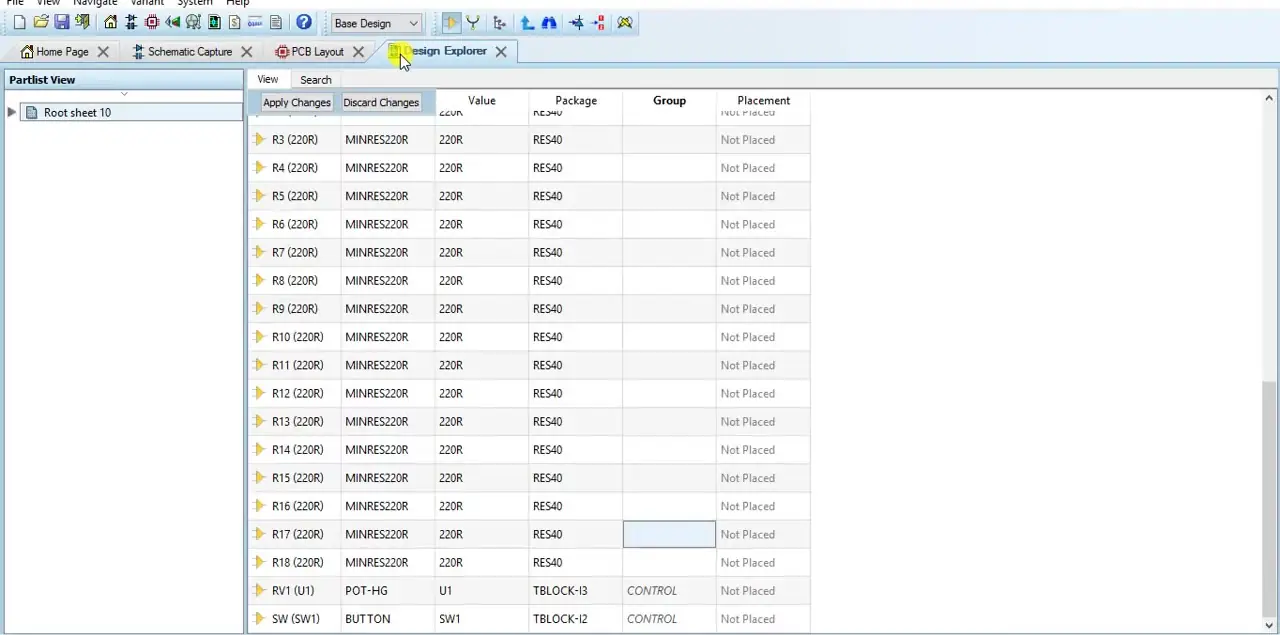 File View Navigate Variant System Help
Base Design
Home Page Schematic Capture PCB Layout Design Explorer
Partlist View
Root sheet 10
View Search
Apply Changes Discard Changes Value Package Group Placement
220R RES40 Not Placed
R3 (220R) MINRES220R 220R RES40 Not Placed
R4 (220R) MINRES220R 220R RES40 Not Placed
R5 (220R) MINRES220R 220R RES40 Not Placed
R6 (220R) MINRES220R 220R RES40 Not Placed
R7 (220R) MINRES220R 220R RES40 Not Placed
R8 (220R) MINRES220R 220R RES40 Not Placed
R9 (220R) MINRES220R 220R RES40 Not Placed
R10 (220R) MINRES220R 220R RES40 Not Placed
R11 (220R) MINRES220R 220R RES40 Not Placed
R12 (220R) MINRES220R 220R RES40 Not Placed
R13 (220R) MINRES220R 220R RES40 Not Placed
R14 (220R) MINRES220R 220R RES40 Not Placed
R15 (220R) MINRES220R 220R RES40 Not Placed
R16 (220R) MINRES220R 220R RES40 Not Placed
R17 (220R) MINRES220R 220R RES40 Not Placed
R18 (220R) MINRES220R 220R RES40 Not Placed
RV1 (U1) POT-HG U1 TBLOCK-I3 CONTROL Not Placed
SW (SW1) BUTTON SW1 TBLOCK-I2 CONTROL Not Placed